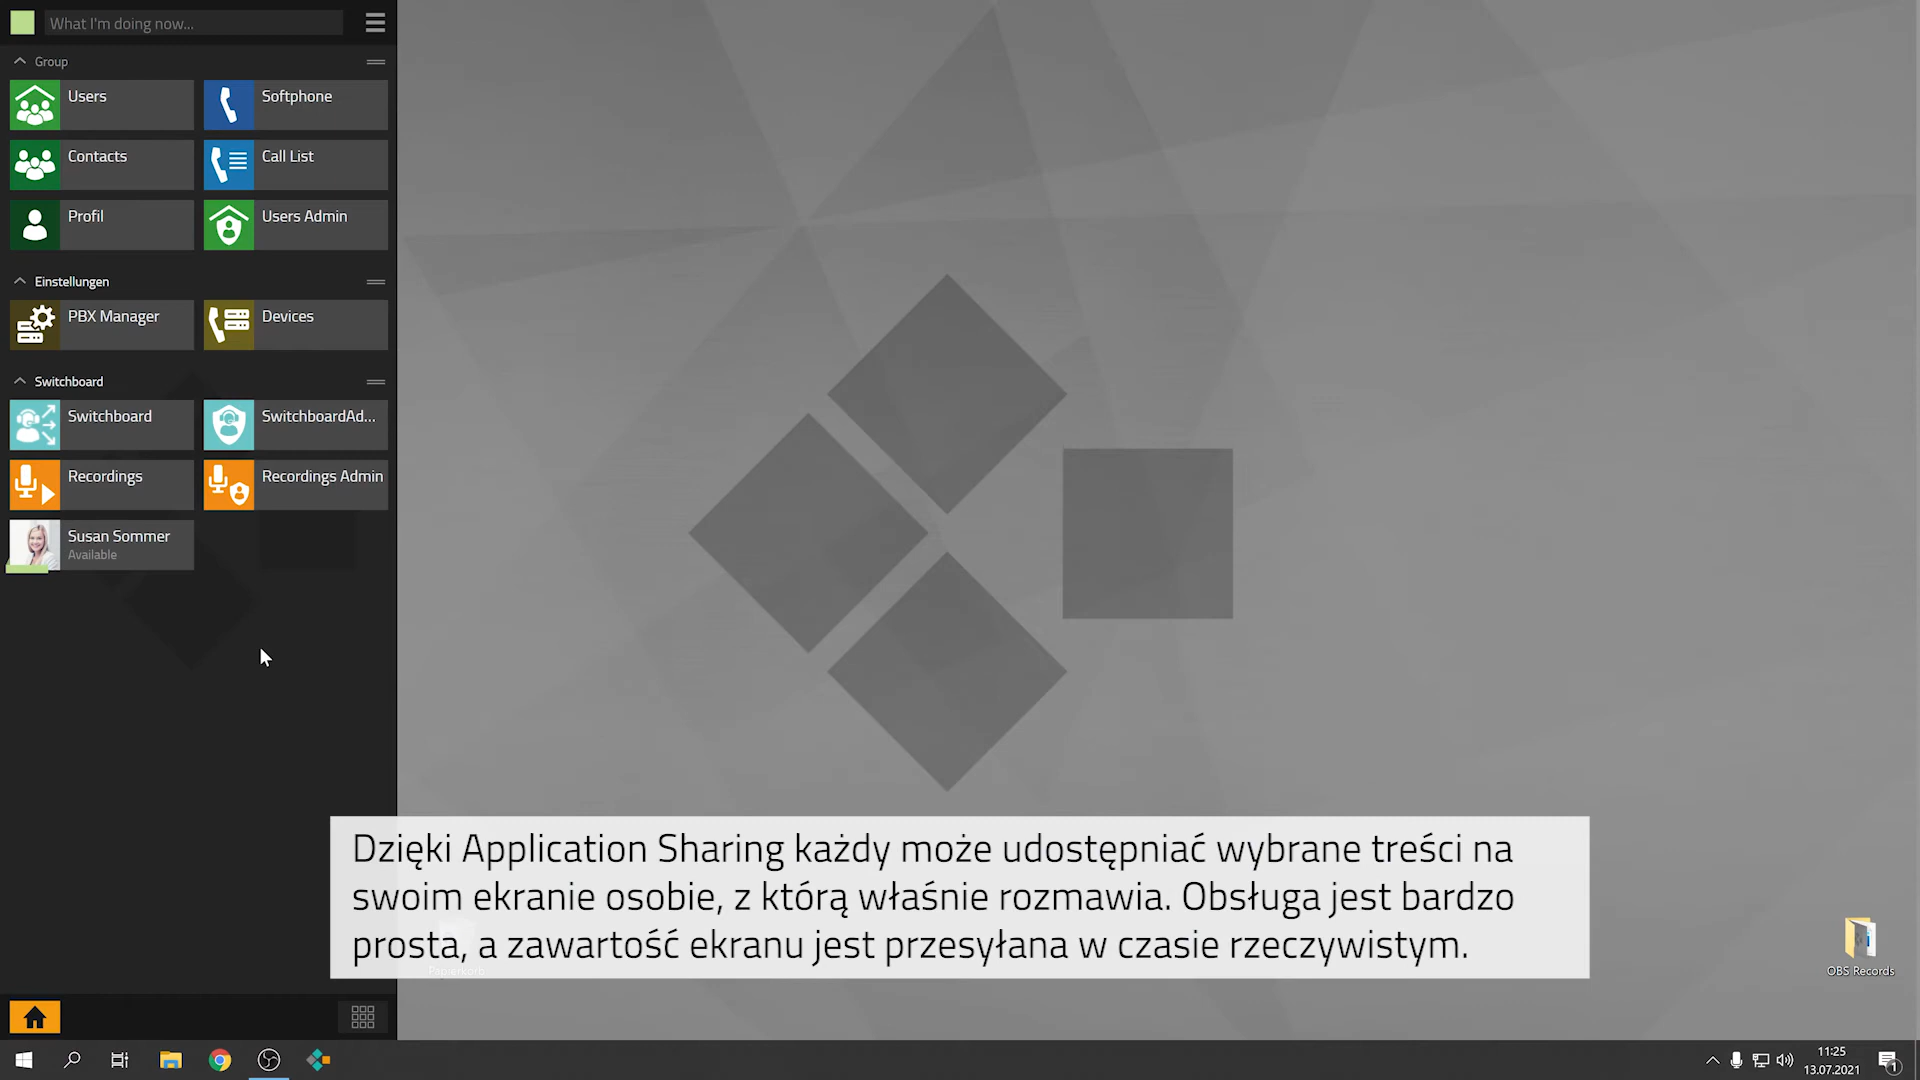 What I'm doing now...
Group
Users
Softphone
Contacts
Call List
Profil
Users Admin
Einstellungen
PBX Manager
Devices
Switchboard
Switchboard
SwitchboardAd...
Recordings
Recordings Admin
Susan Sommer
Available
Dzięki Application Sharing każdy może udostępniać wybrane treści na
swoim ekranie osobie, z którą właśnie rozmawia. Obsługa jest bardzo
prosta, a zawartość ekranu jest przesyłana w czasie rzeczywistym.
Papierkorb
OBS Records
11:25
13.07.2021
1